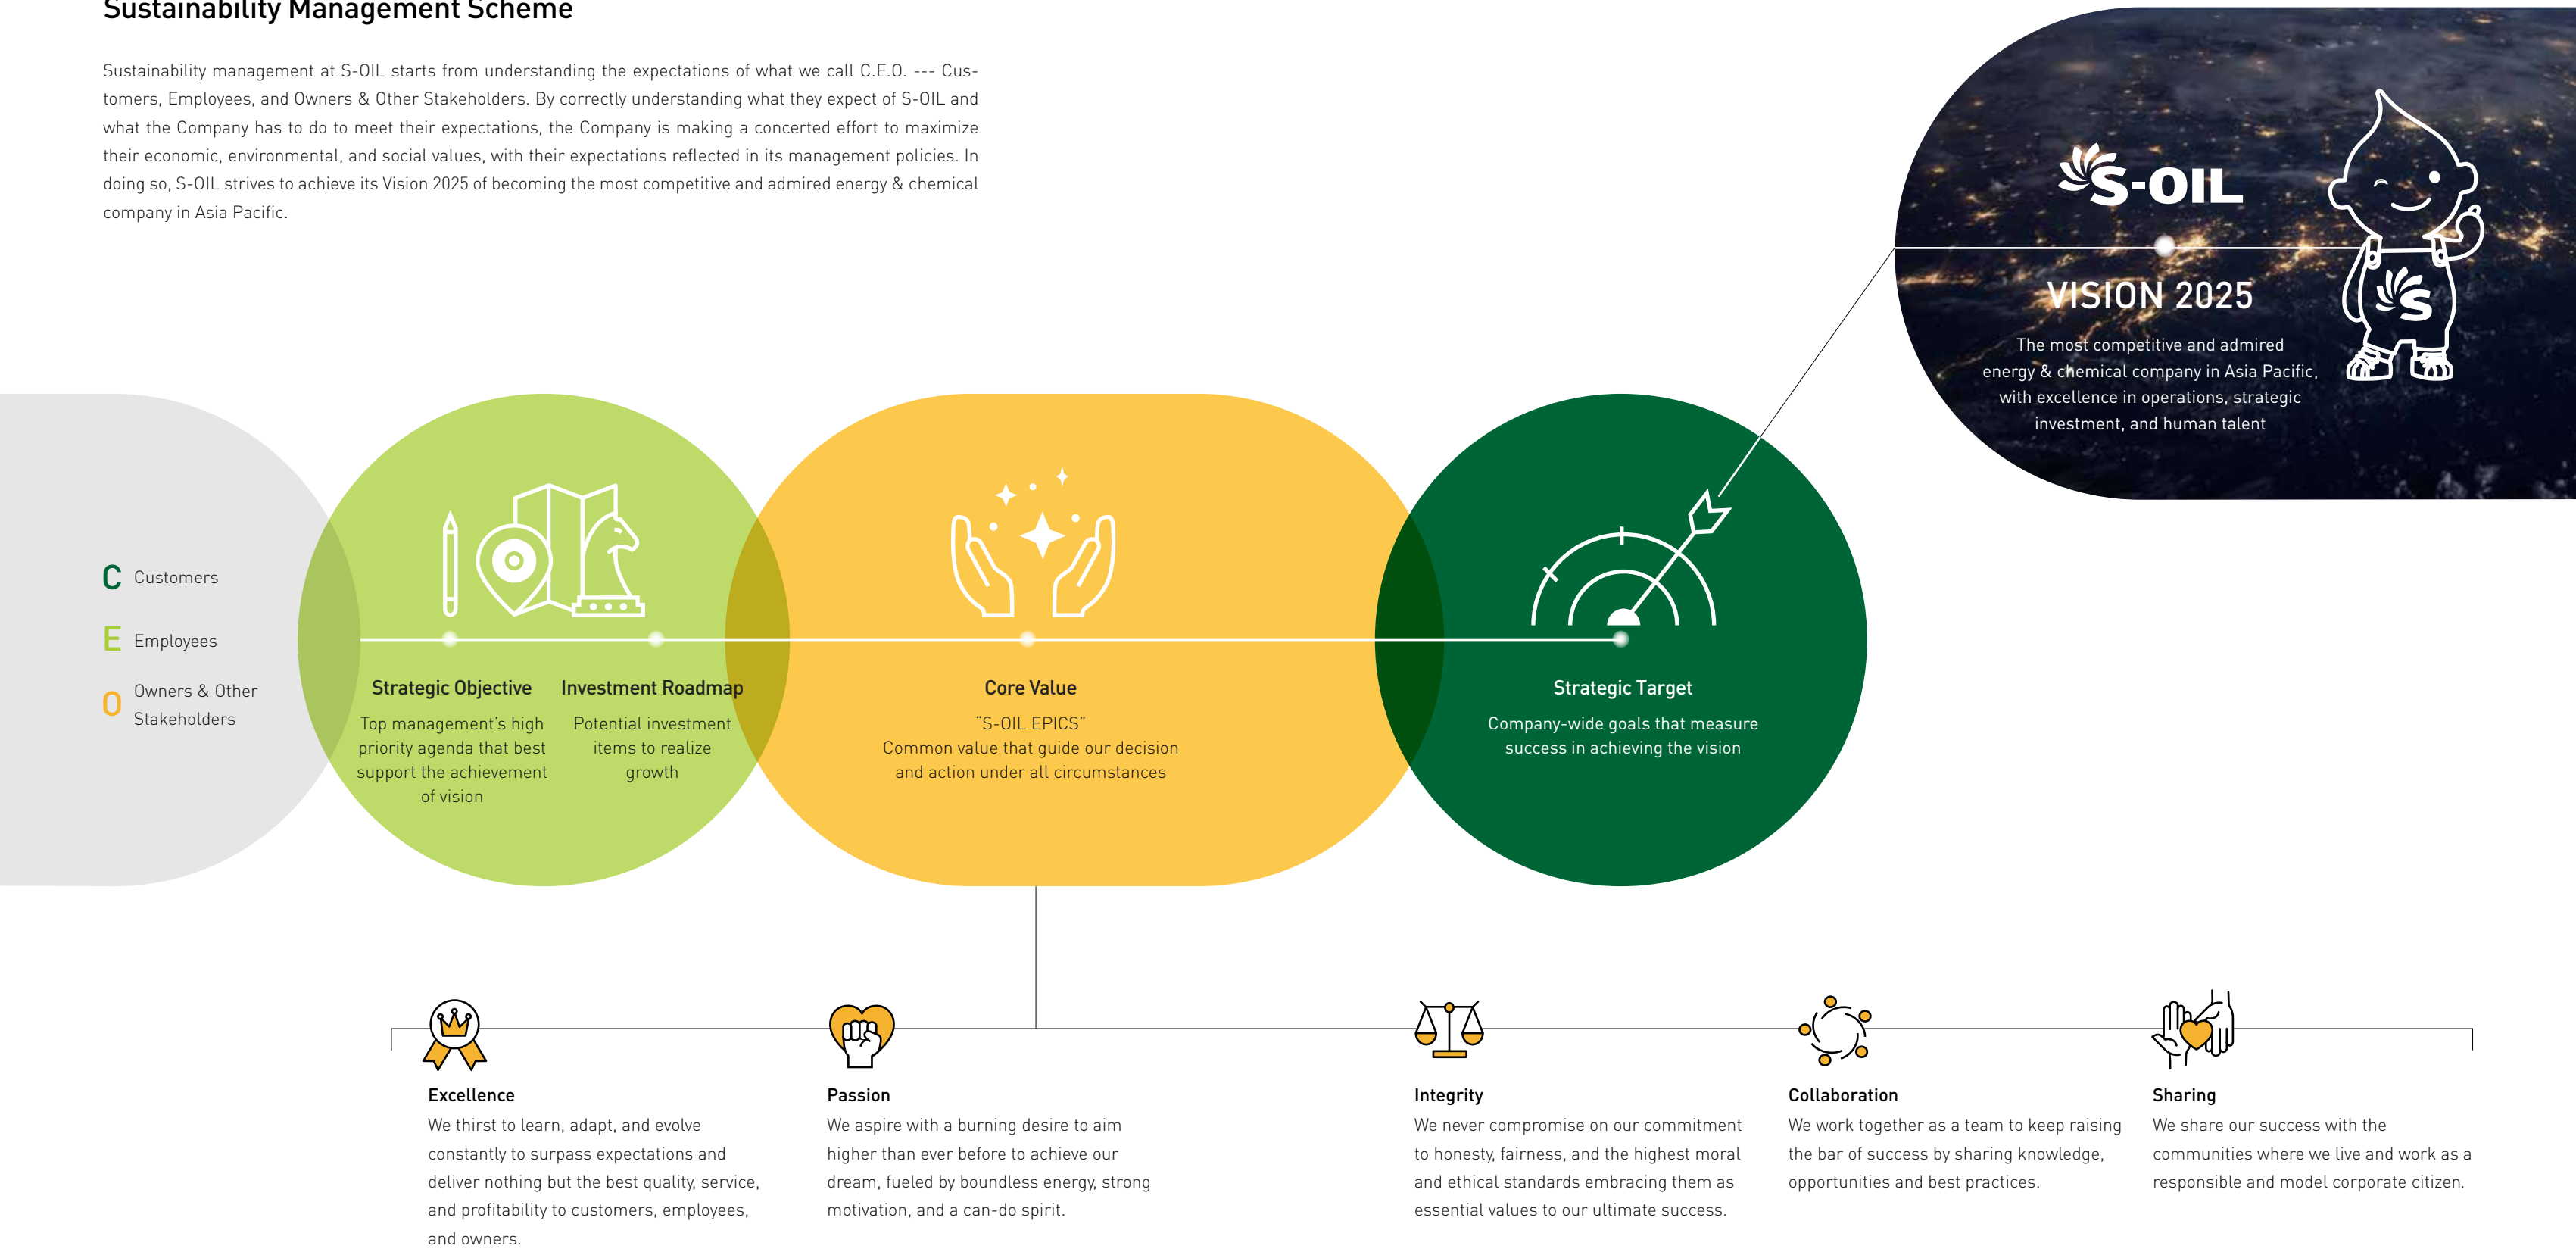 Sustainability Management Scheme
Sustainability management at S-OIL starts from understanding the expectations of what we call C.E.O. --- Cus-
tomers, Employees, and Owners & Other Stakeholders. By correctly understanding what they expect of S-OIL and
what the Company has to do to meet their expectations, the Company is making a concerted effort to maximize
their economic, environmental, and social values, with their expectations reflected in its management policies. In
doing so, S-OIL strives to achieve its Vision 2025 of becoming the most competitive and admired energy & chemical
company in Asia Pacific.
S-OIL
S
VISION 2025
The most competitive and admired
energy & chemical company in Asia Pacific,
with excellence in operations, strategic
investment, and human talent
C Customers
E Employees
O Owners & Other
Stakeholders
Strategic Objective
Top management's high
priority agenda that best
support the achievement
of vision
Investment Roadmap
Potential investment
items to realize
growth
Core Value
“S-OIL EPICS”
Common value that guide our decision
and action under all circumstances
Strategic Target
Company-wide goals that measure
success in achieving the vision
Excellence
We thirst to learn, adapt, and evolve
constantly to surpass expectations and
deliver nothing but the best quality, service,
and profitability to customers, employees,
and owners.
Passion
We aspire with a burning desire to aim
higher than ever before to achieve our
dream, fueled by boundless energy, strong
motivation, and a can-do spirit.
Integrity
We never compromise on our commitment
to honesty, fairness, and the highest moral
and ethical standards embracing them as
essential values to our ultimate success.
Collaboration
We work together as a team to keep raising
the bar of success by sharing knowledge,
opportunities and best practices.
Sharing
We share our success with the
communities where we live and work as a
responsible and model corporate citizen.